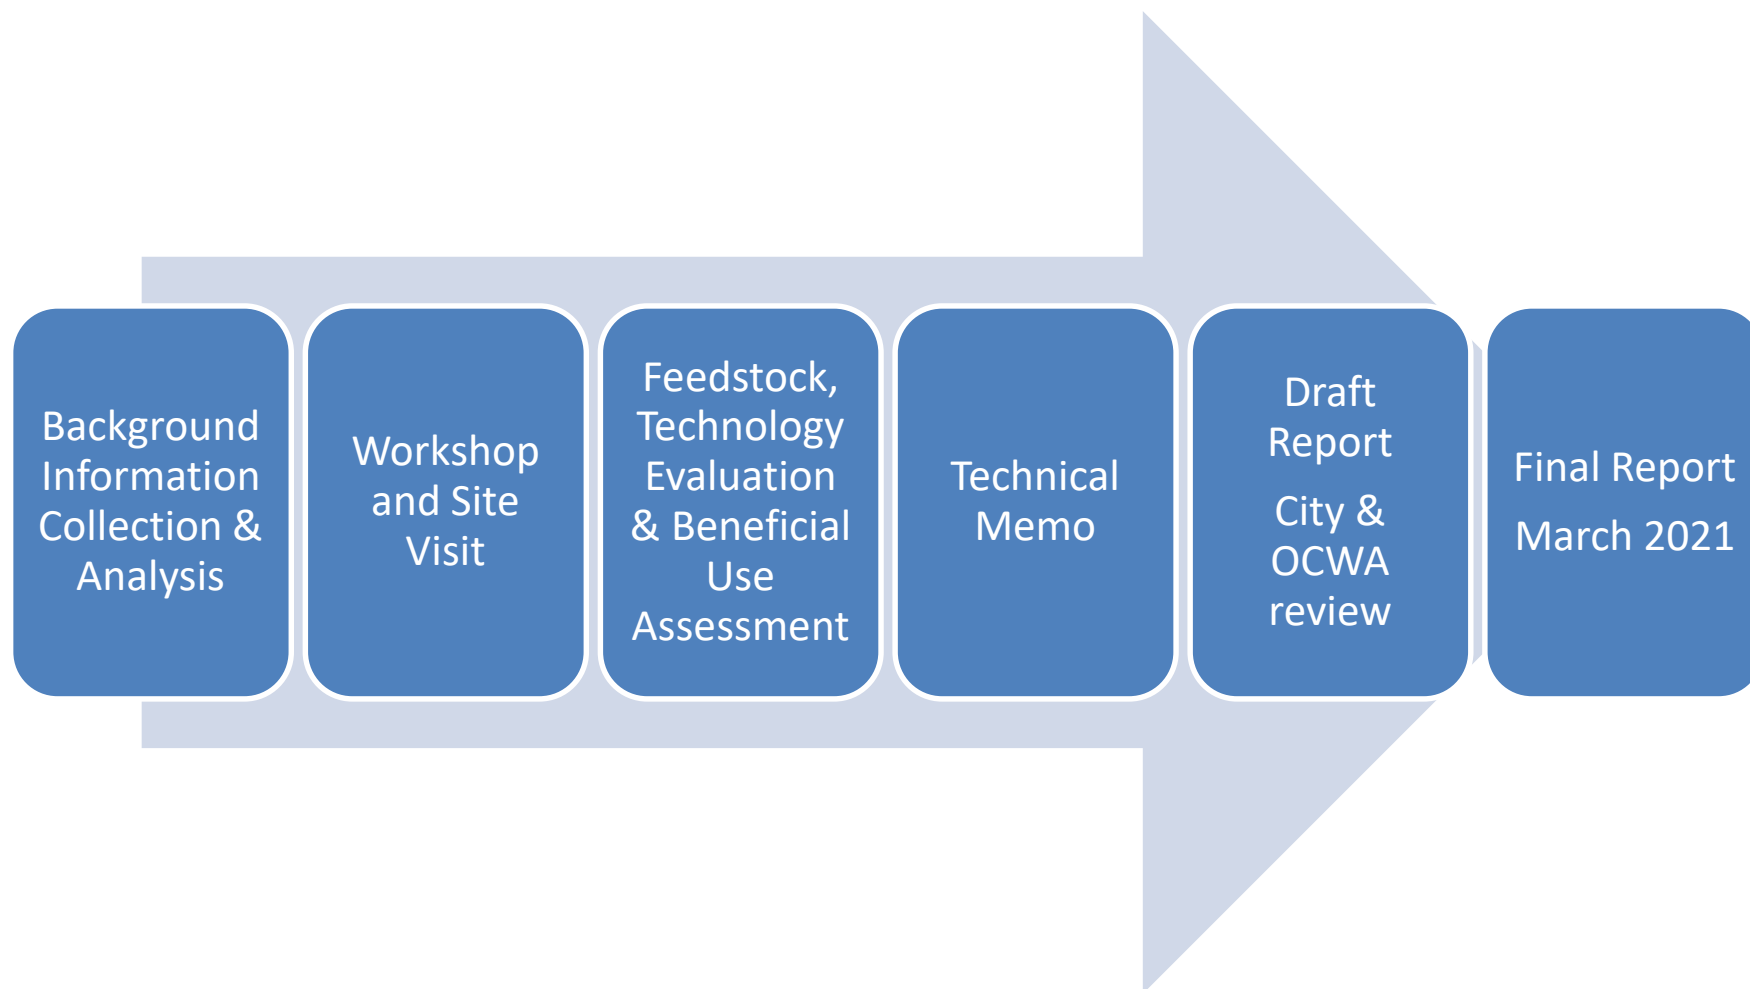 Background
Information
Collection &
Analysis
Workshop
and Site
Visit
Feedstock,
Technology
Evaluation
& Beneficial
Use
Assessment
Technical
Memo
Draft
Report
City &
OCWA
review
Final Report
March 2021